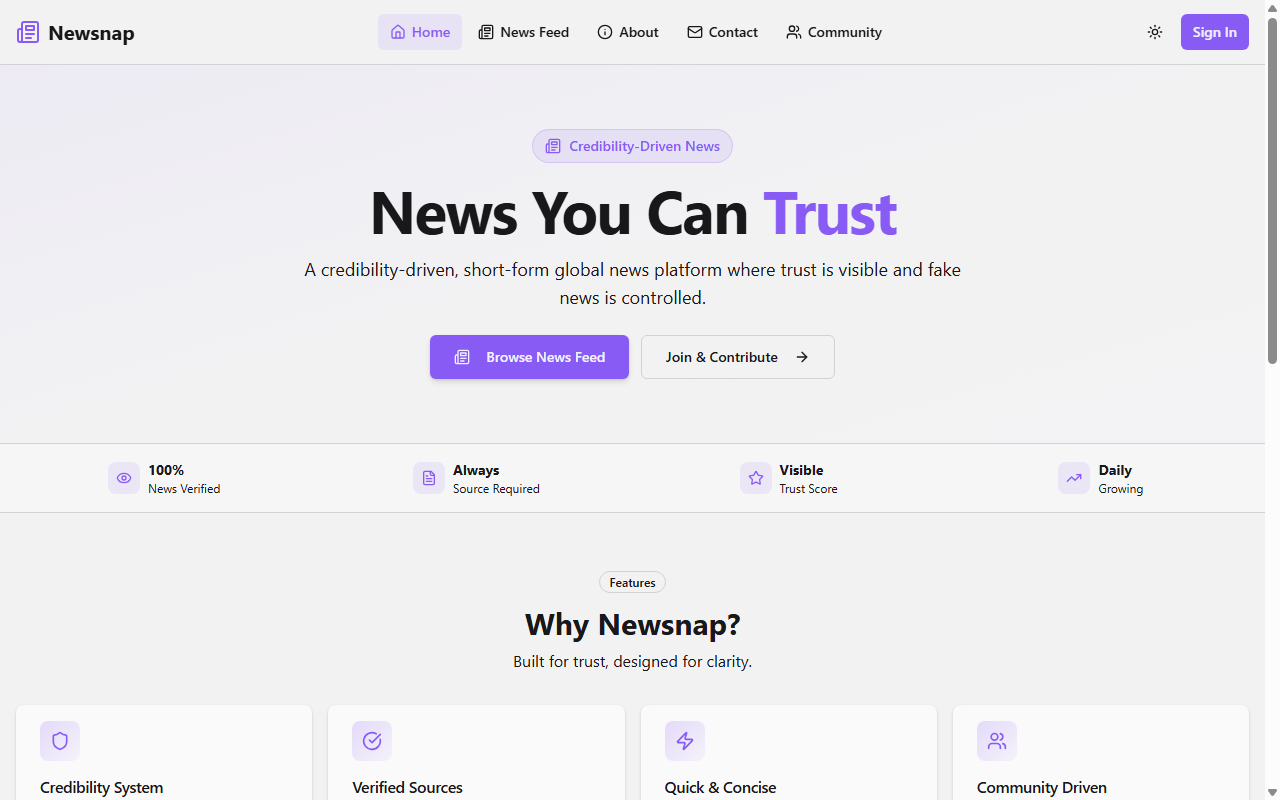 Newsnap
Home
News Feed
About
Contact
Community
Sign In
Credibility-Driven News
News You Can Trust
A credibility-driven, short-form global news platform where trust is visible and fake
news is controlled.
Browse News Feed
Join & Contribute
100%
News Verified
Always
Source Required
Visible
Trust Score
Daily
Growing
Features
Why Newsnap?
Built for trust, designed for clarity.
Credibility System
Verified Sources
Quick & Concise
Community Driven